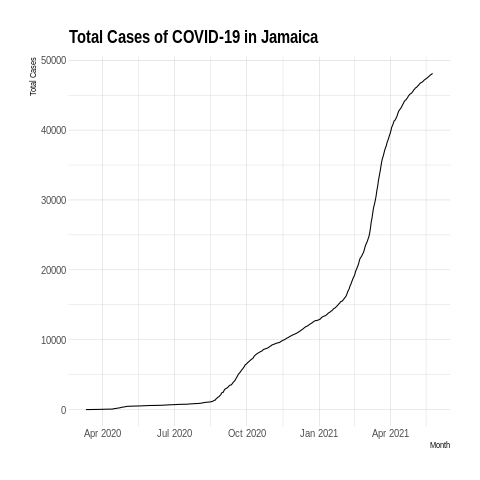 Total Cases of COVID-19 in Jamaica
Total Cases
50000
40000
30000
20000
10000
0
Apr 2020 Jul 2020 Oct 2020 Jan 2021 Apr 2021
Month